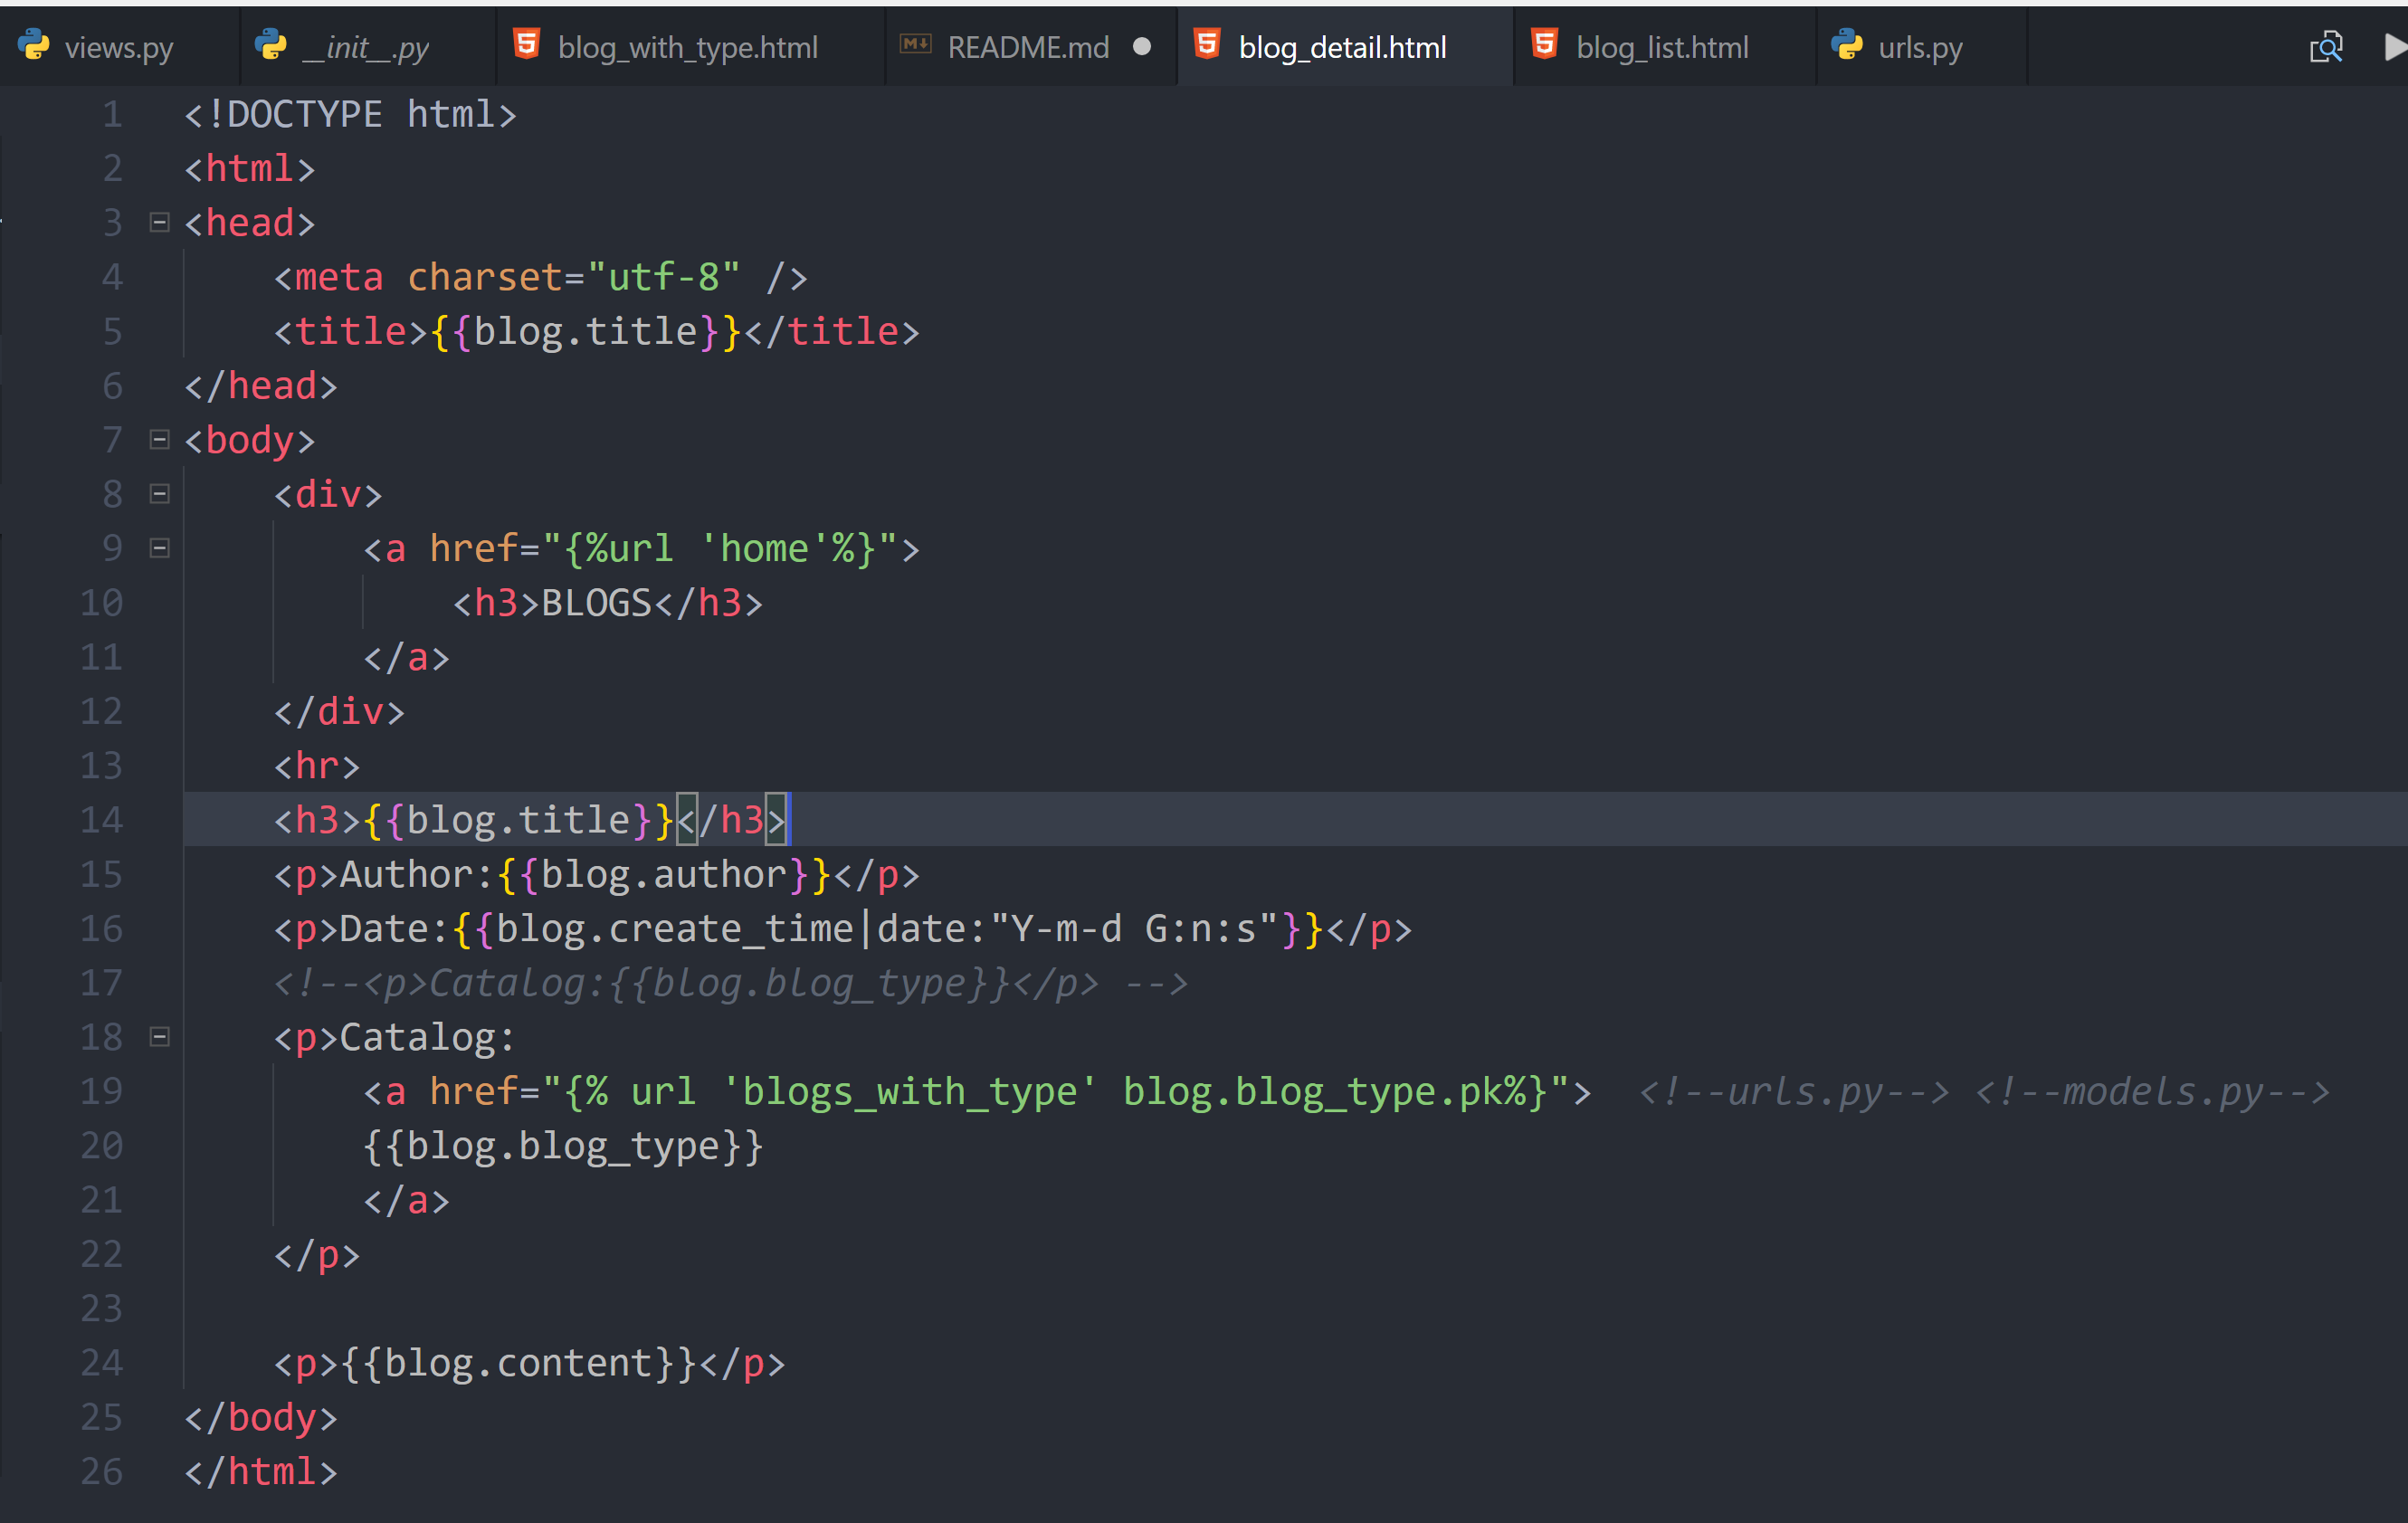 views.py __init__.py blog_with_type.html README.md blog_detail.html blog_list.html urls.py
1 <!DOCTYPE html>
2 <html>
3 <head>
4     <meta charset="utf-8" />
5     <title>{{blog.title}}</title>
6 </head>
7 <body>
8     <div>
9         <a href="{%url 'home'%}">
10             <h3>BLOGS</h3>
11         </a>
12     </div>
13     <hr>
14     <h3>{{blog.title}}</h3>
15     <p>Author:{{blog.author}}</p>
16     <p>Date:{{blog.create_time|date:"Y-m-d G:n:s"}}</p>
17     <!--<p>Catalog:{{blog.blog_type}}</p> -->
18     <p>Catalog:
19         <a href="{% url 'blogs_with_type' blog.blog_type.pk%}">  <!--urls.py--> <!--models.py-->
20         {{blog.blog_type}}
21         </a>
22     </p>
23
24     <p>{{blog.content}}</p>
25 </body>
26 </html>